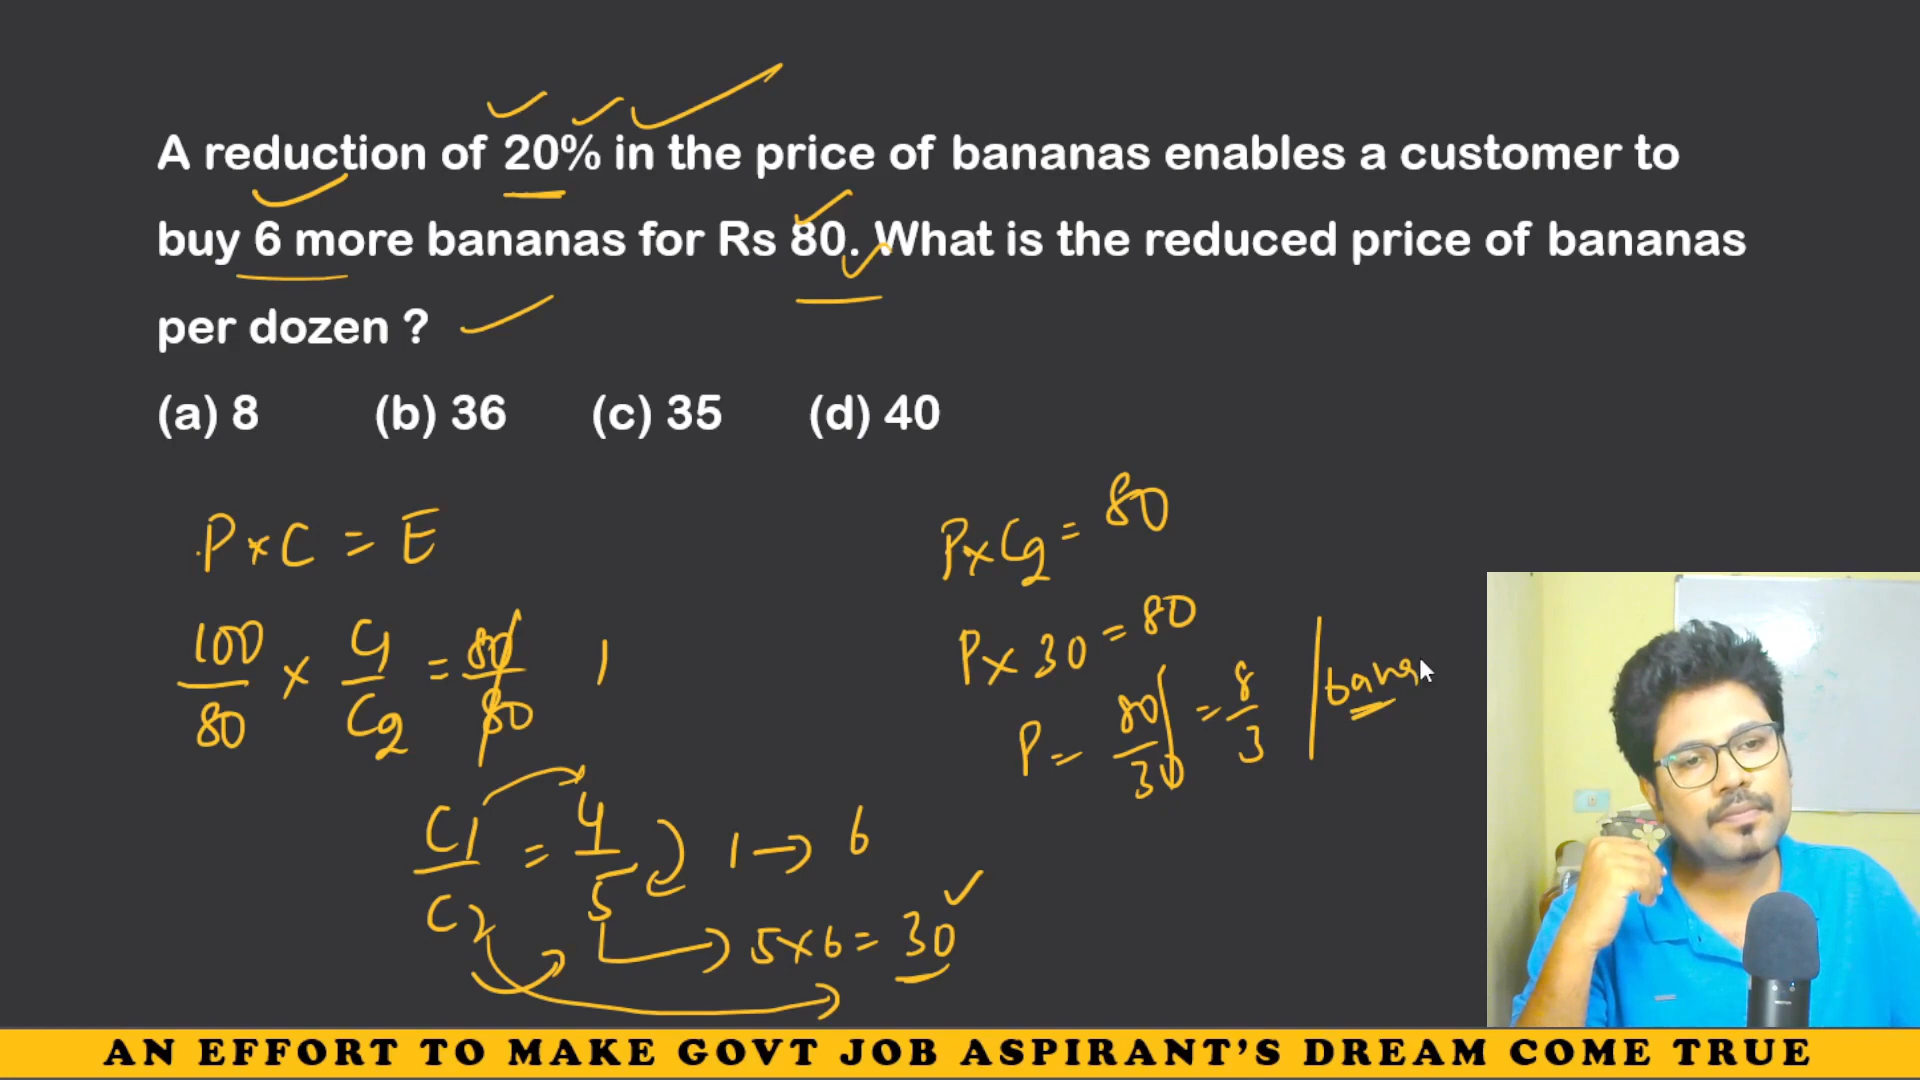 A reduction of 20% in the price of bananas enables a customer to
buy 6 more bananas for Rs 80. What is the reduced price of bananas
per dozen ?
(a) 8 (b) 36 (c) 35 (d) 40
P × C = E
100/80 × C1/C2 = 80/80 1
C1/C2 = 4/5 1 → 6
5 × 6 = 30
P × C2 = 80
P × 30 = 80
P = 80/30 = 8/3 / bana
AN EFFORT TO MAKE GOVT JOB ASPIRANT'S DREAM COME TRUE